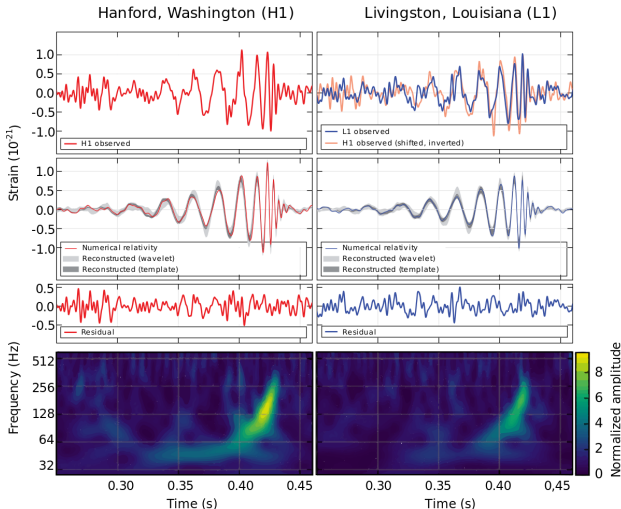 Hanford, Washington (H1)
Livingston, Louisiana (L1)
1.0
0.5
0.0
-0.5
-1.0
H1 observed
L1 observed
H1 observed (shifted, inverted)
Strain (10⁻²¹)
1.0
0.5
0.0
-0.5
-1.0
Numerical relativity
Reconstructed (wavelet)
Reconstructed (template)
Numerical relativity
Reconstructed (wavelet)
Reconstructed (template)
0.5
0.0
-0.5
Residual
Residual
Frequency (Hz)
512
256
128
64
32
0.30
0.35
0.40
0.45
Time (s)
0.30
0.35
0.40
0,45
Time (s)
8
6
4
2
0
Normalized amplitude